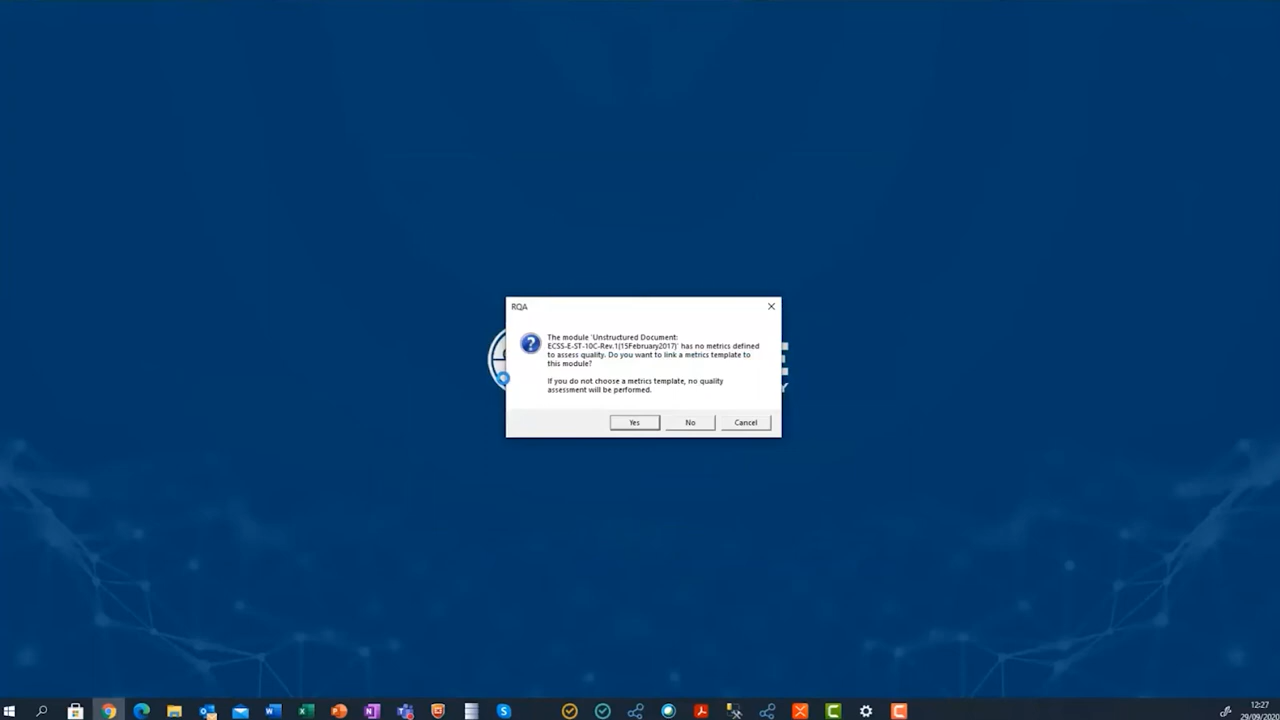 RQA
The module 'Unstructured Document:
ECSS-E-ST-10C-Rev.1(15February2017)' has no metrics defined
to assess quality. Do you want to link a metrics template to
this module?
If you do not choose a metrics template, no quality
assessment will be performed.
Yes
No
Cancel
12:27